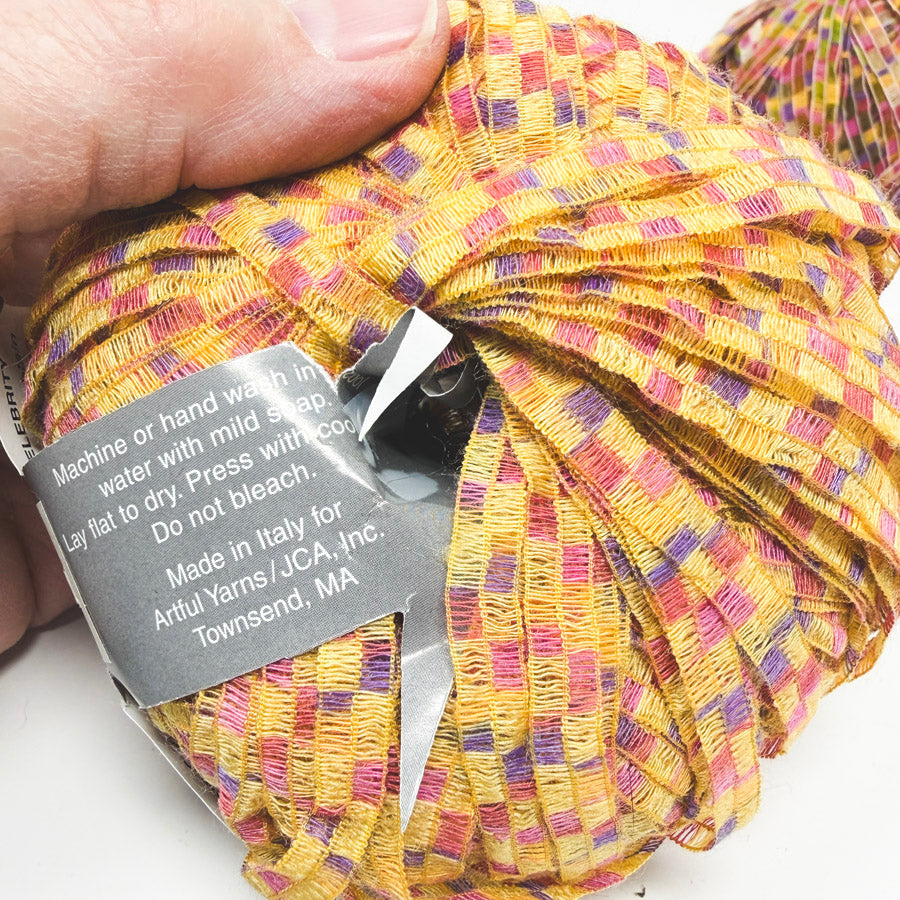 Machine or hand wash in
water with mild soap.
Lay flat to dry. Press with
Do not bleach.
Made in Italy for
Artful Yarns/JCA, Inc.
Townsend, MA